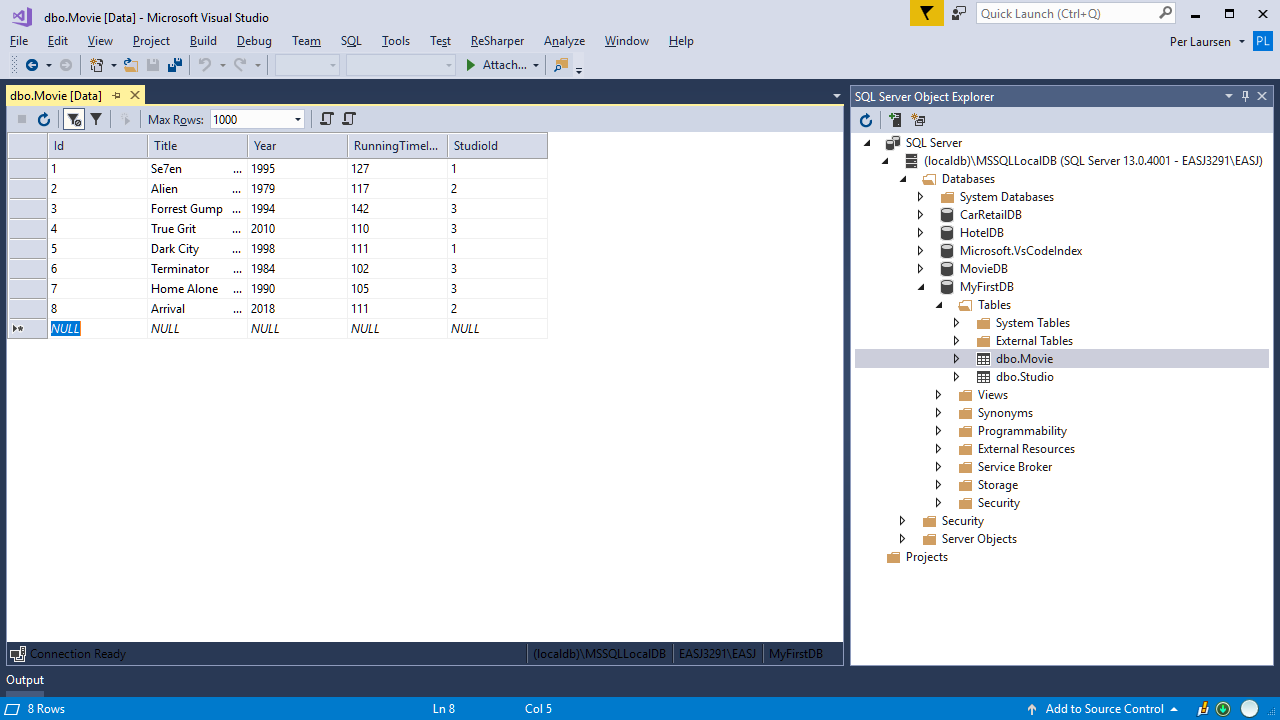 dbo.Movie [Data] - Microsoft Visual Studio
Quick Launch (Ctrl+Q)
File Edit View Project Build Debug Team SQL Tools Test ReSharper Analyze Window Help
Per Laursen PL
Attach...
dbo.Movie [Data]
Max Rows: 1000
Id Title Year RunningTimeI... StudioId
1 Se7en ... 1995 127 1
2 Alien ... 1979 117 2
3 Forrest Gump ... 1994 142 3
4 True Grit ... 2010 110 3
5 Dark City ... 1998 111 1
6 Terminator ... 1984 102 3
7 Home Alone ... 1990 105 3
8 Arrival ... 2018 111 2
NULL NULL NULL NULL NULL
Connection Ready
(localdb)\MSSQLLocalDB EASJ3291\EASJ MyFirstDB
SQL Server Object Explorer
SQL Server
(localdb)\MSSQLLocalDB (SQL Server 13.0.4001 - EASJ3291\EASJ)
Databases
System Databases
CarRetailDB
HotelDB
Microsoft.VsCodeIndex
MovieDB
MyFirstDB
Tables
System Tables
External Tables
dbo.Movie
dbo.Studio
Views
Synonyms
Programmability
External Resources
Service Broker
Storage
Security
Security
Server Objects
Projects
Output
8 Rows Ln 8 Col 5 Add to Source Control